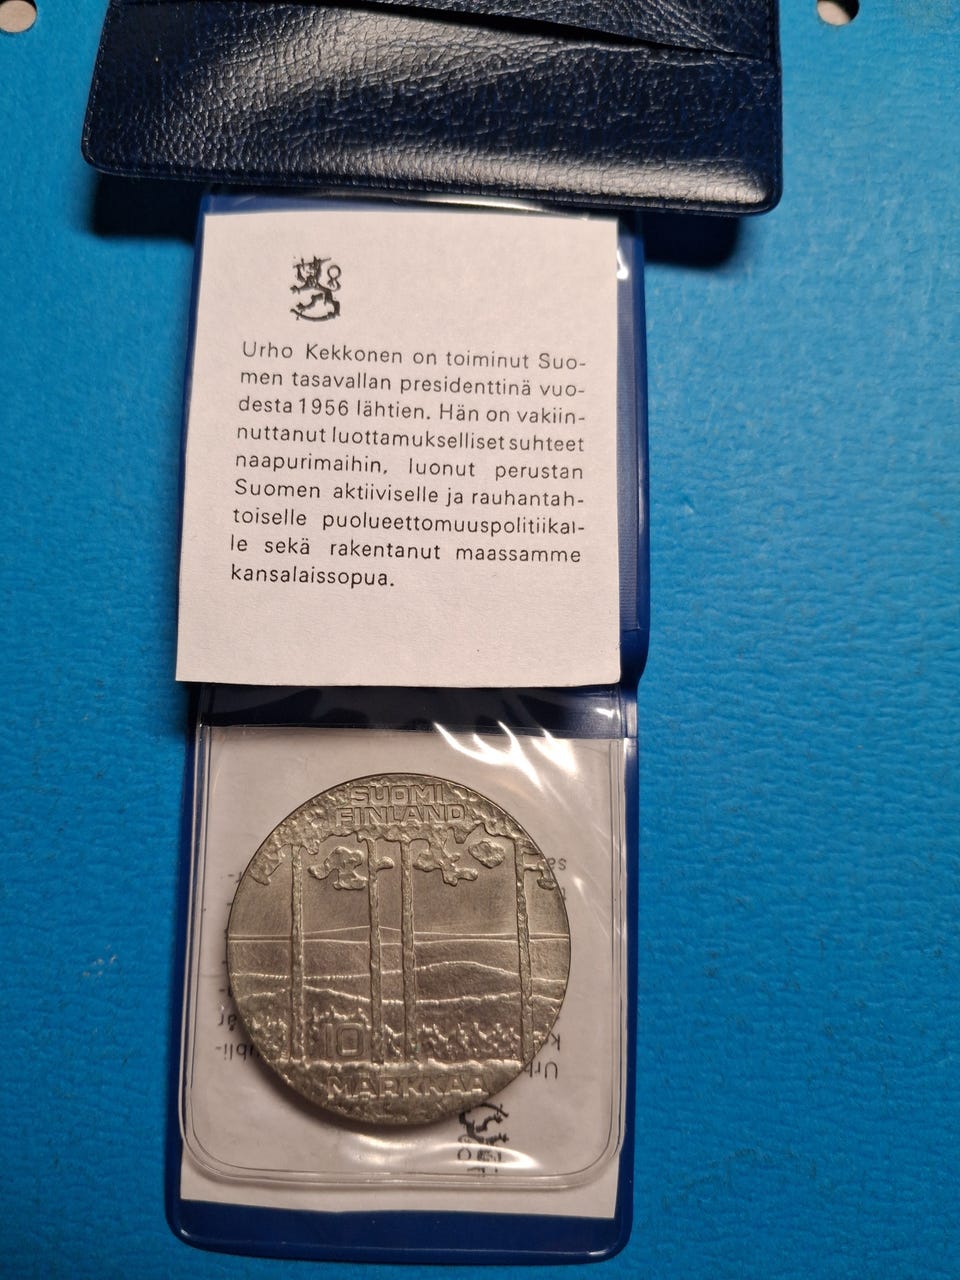 Urho Kekkonen on toiminut Suo-
men tasavallan presidenttinä vuo-
desta 1956 lähtien. Hän on vakiin-
nuttanut luottamukselliset suhteet
naapurimaihin, luonut perustan
Suomen aktiiviselle ja rauhantah-
toiselle puolueettomuuspolitiikal-
le sekä rakentanut maassamme
kansalaissopua.
SUOMI
FINLAND
10
MARKKAA